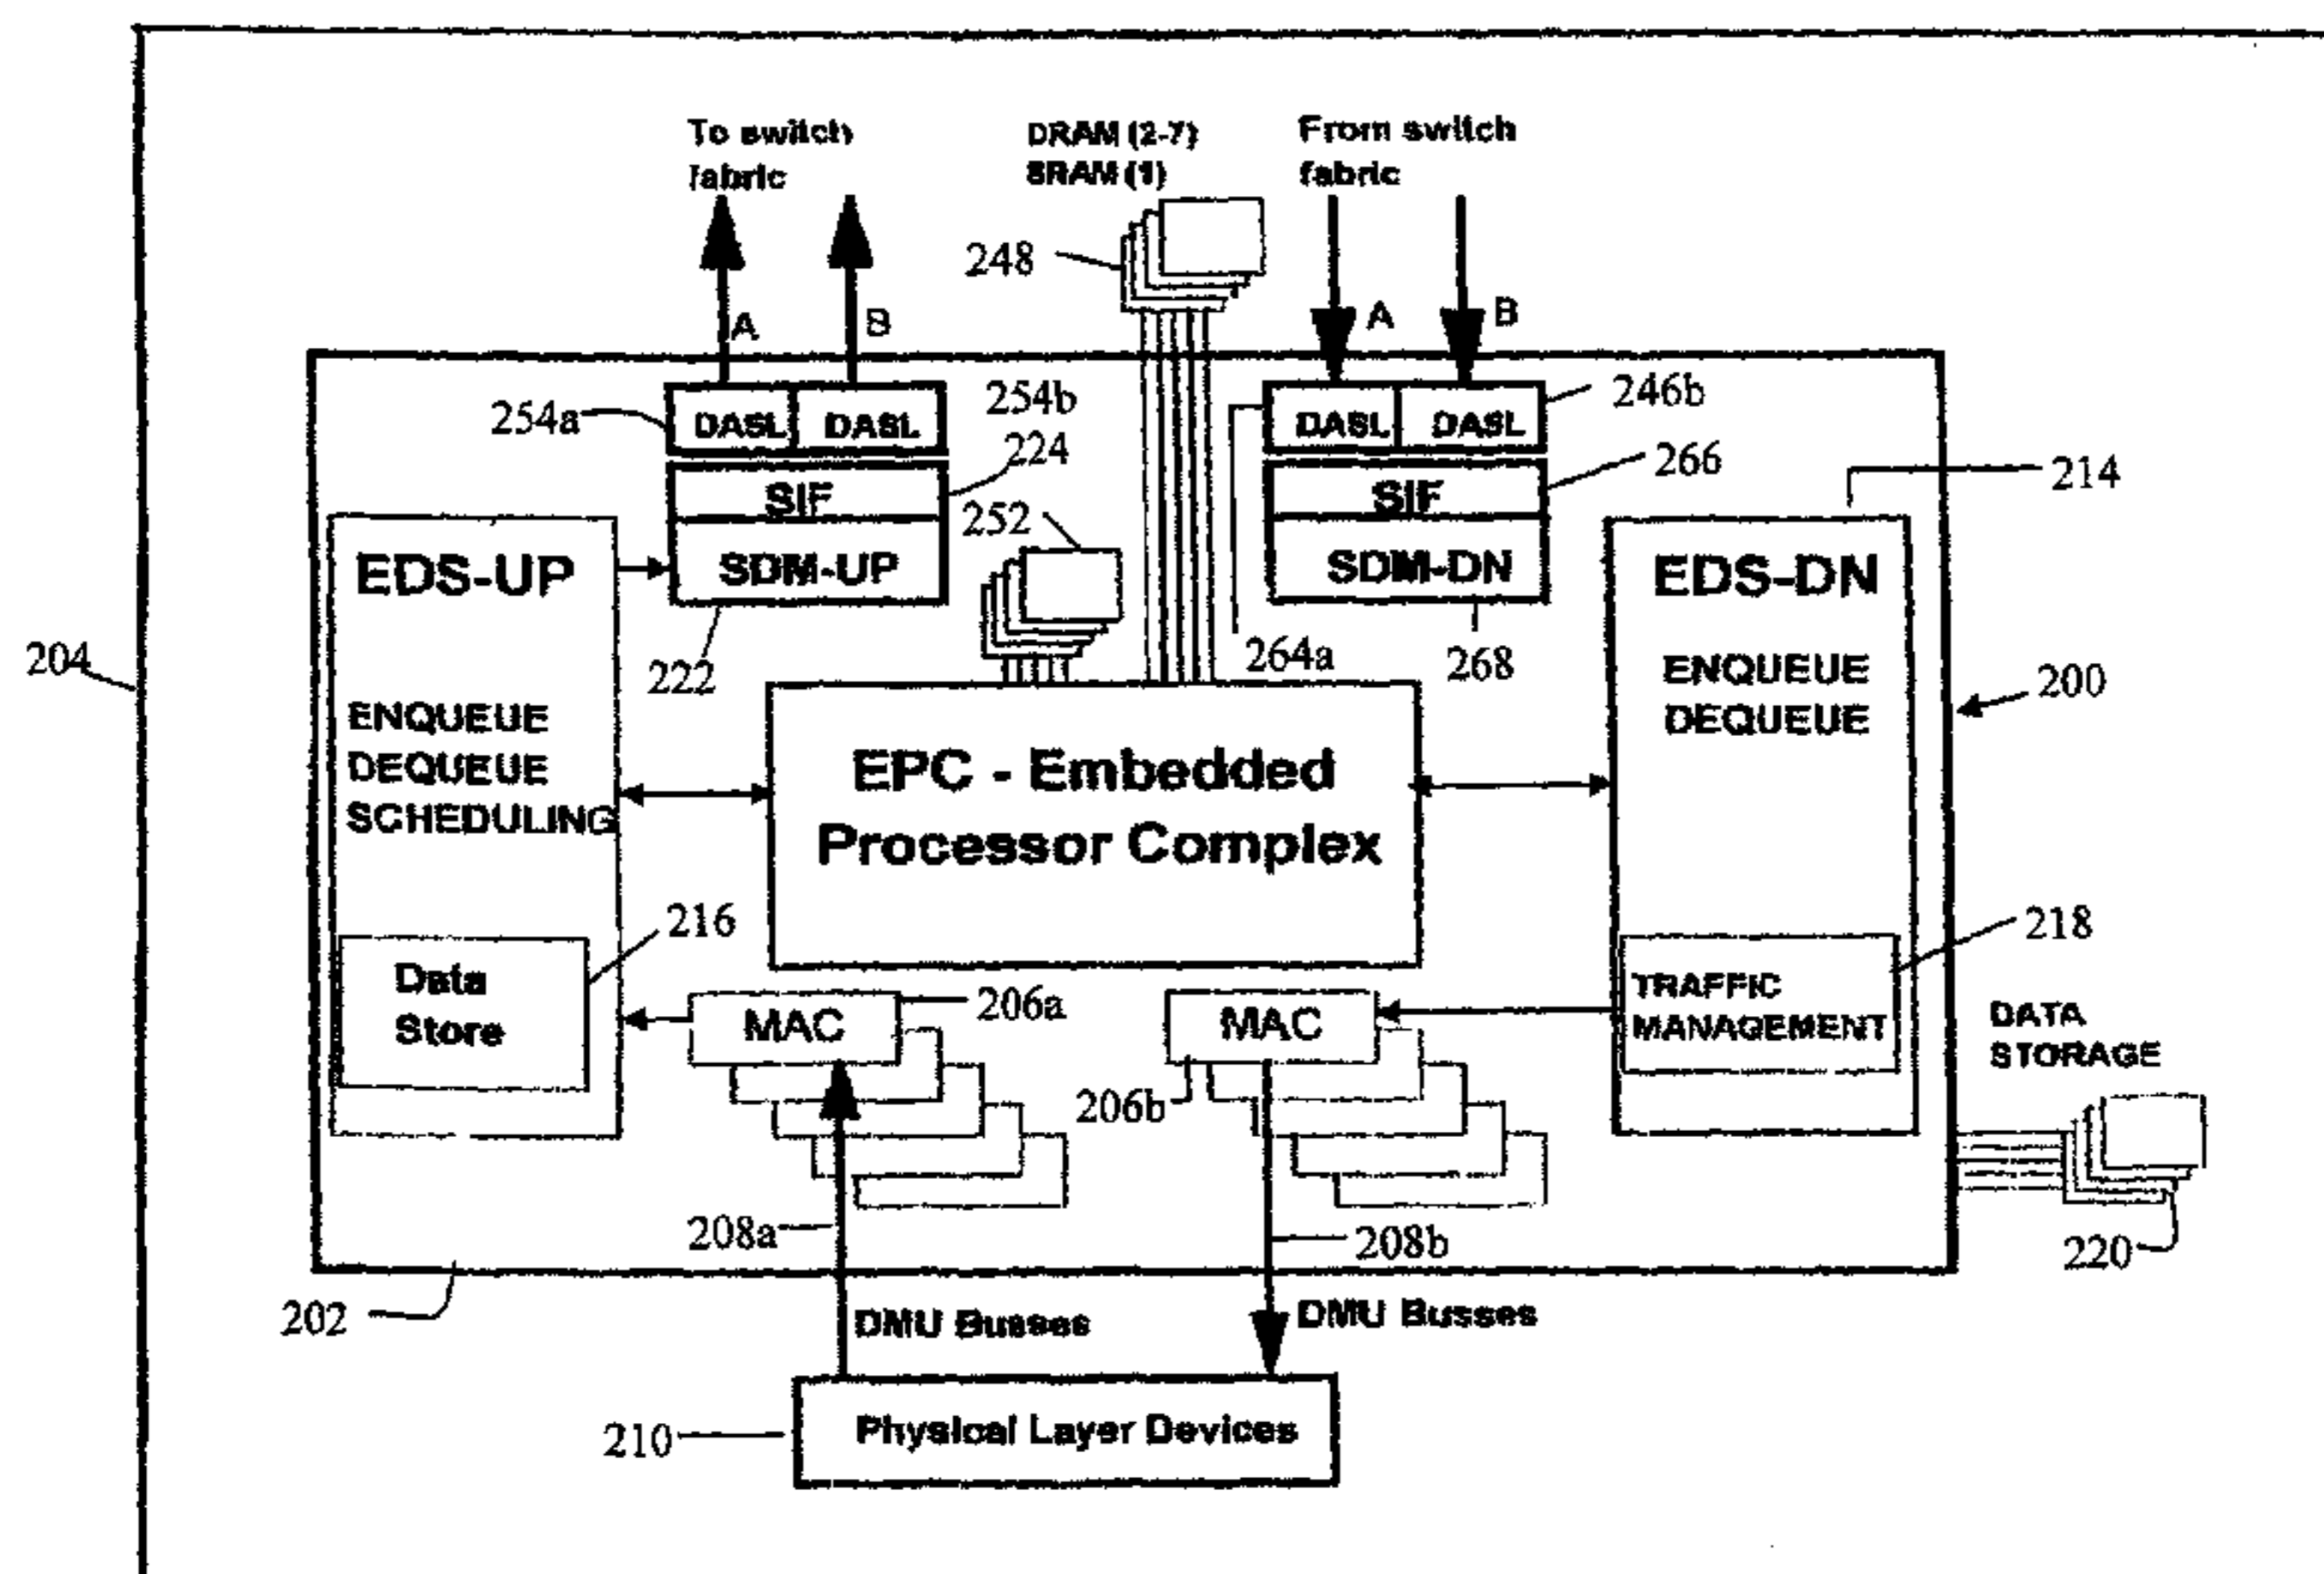 To switch
fabric
DRAM (2-7)
SRAM (1)
From switch
fabric
248
A
B
A
B
254a
DASL
DASL
254b
DASL
DASL
246b
224
SIF
266
SIF
214
252
EDS-UP
SDM-UP
SDM-DN
EDS-DN
204
222
264a
268
ENQUEUE
DEQUEUE
200
ENQUEUE
DEQUEUE
SCHEDULING
EPC - Embedded
Processor Complex
216
218
Data
Store
MAC
206a
MAC
TRAFFIC
MANAGEMENT
DATA
STORAGE
206b
208a
208b
220
202
DMU Busses
DMU Busses
210
Physical Layer Devices